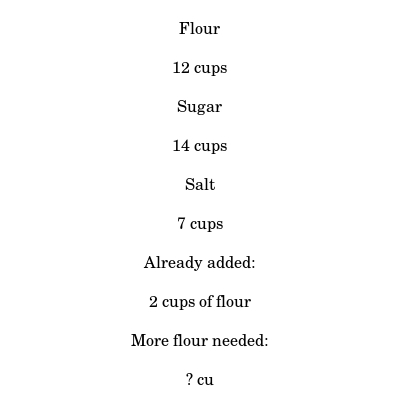 Flour
12 cups
Sugar
14 cups
Salt
7 cups
Already added:
2 cups of flour
More flour needed:
? cu